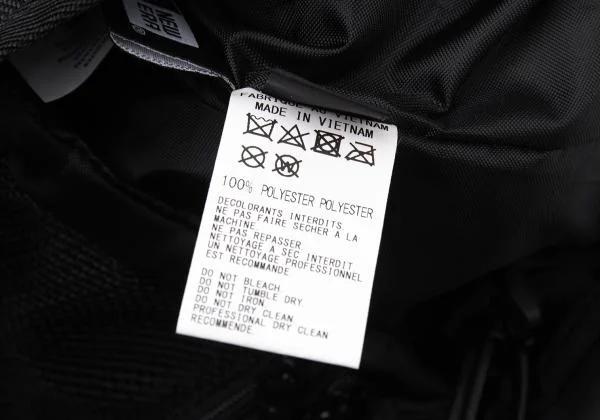 NEW
ERA
®
FABRIQUE AU VIETNAM
MADE IN VIETNAM
W
100% POLYESTER POLYESTER
DECOLORANTS INTERDITS
NE PAS FAIRE SECHER A LA
MACHINE
NE PAS REPASSER
NETTOYAGE A SEC INTERDIT
UN NETTOYAGE PROFESSIONNEL
EST RECOMMANDE
DO NOT BLEACH
DO NOT TUMBLE DRY
DO NOT IRON
DO NOT DRY CLEAN
PROFESSIONAL DRY CLEAN
RECOMMENDE.